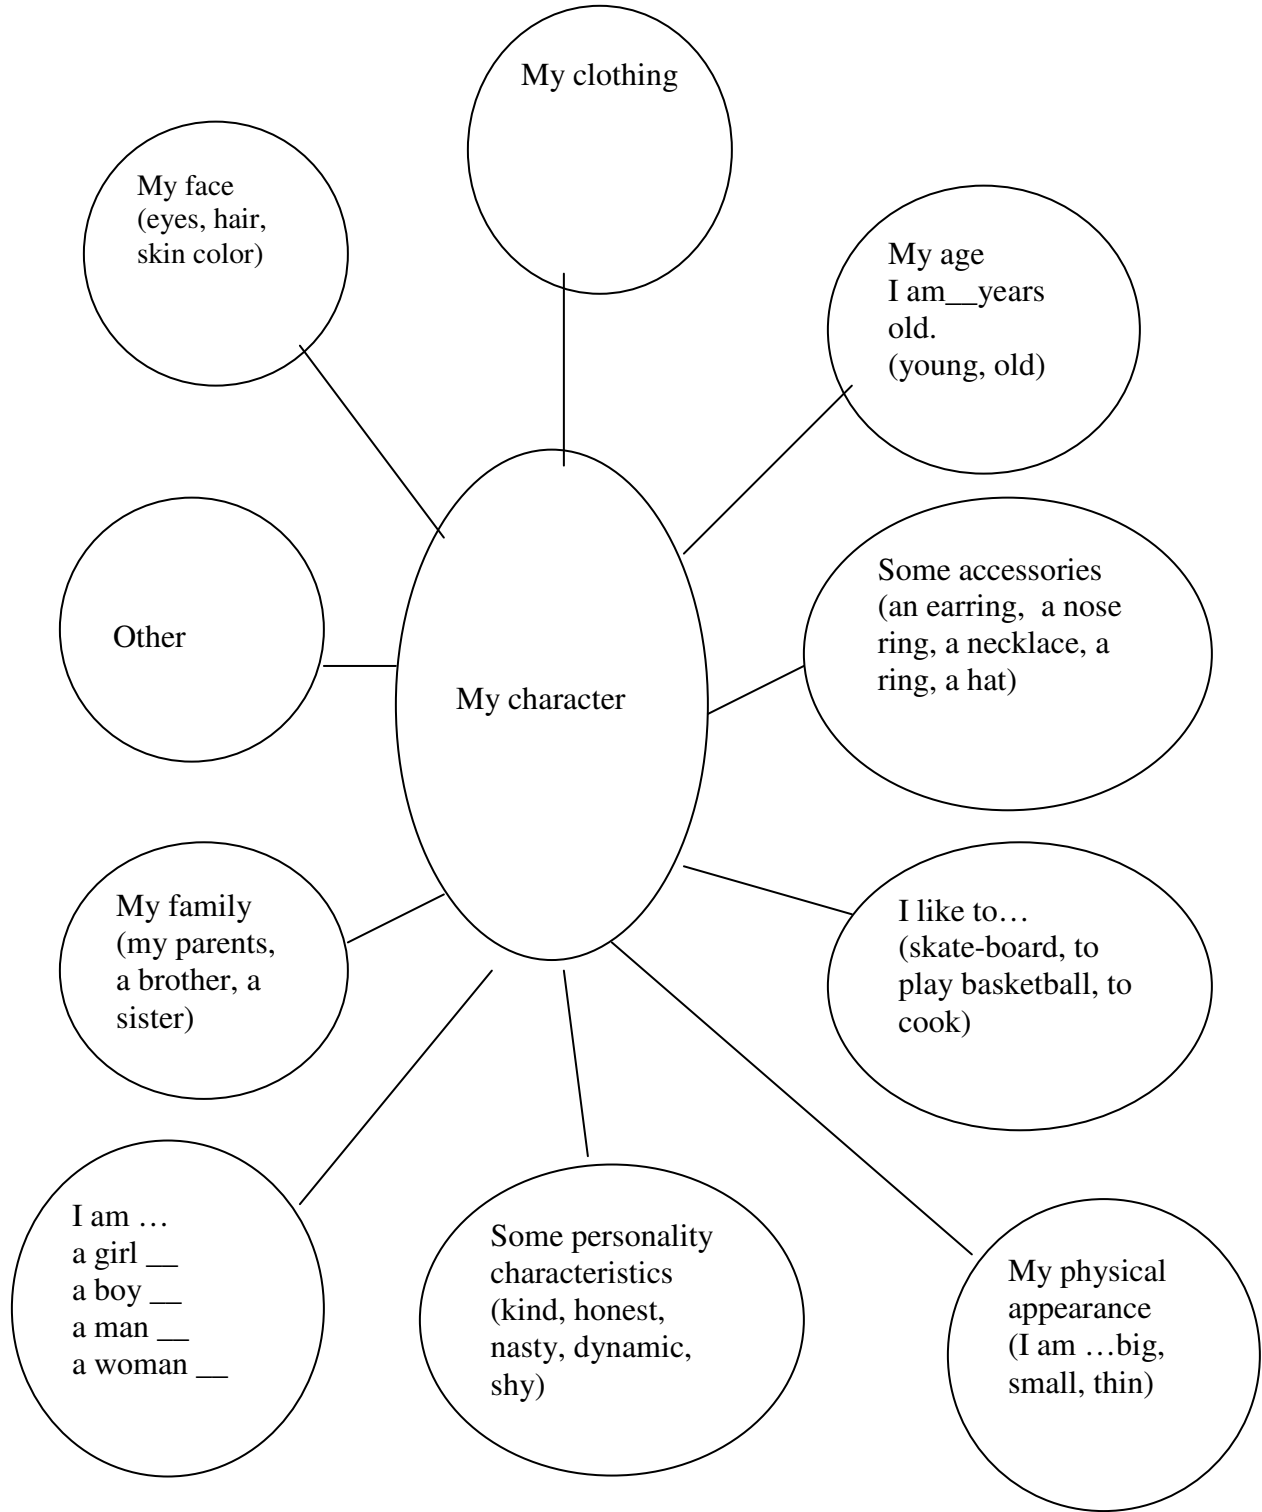 My clothing
My face
(eyes, hair,
skin color)
My age
I am__years
old.
(young, old)
Some accessories
(an earring,  a nose
ring, a necklace, a
ring, a hat)
Other
My character
My family
(my parents,
a brother, a
sister)
I like to…
(skate-board, to
play basketball, to
cook)
I am …
a girl __
a boy __
a man __
a woman __
Some personality
characteristics
(kind, honest,
nasty, dynamic,
shy)
My physical
appearance
(I am …big,
small, thin)